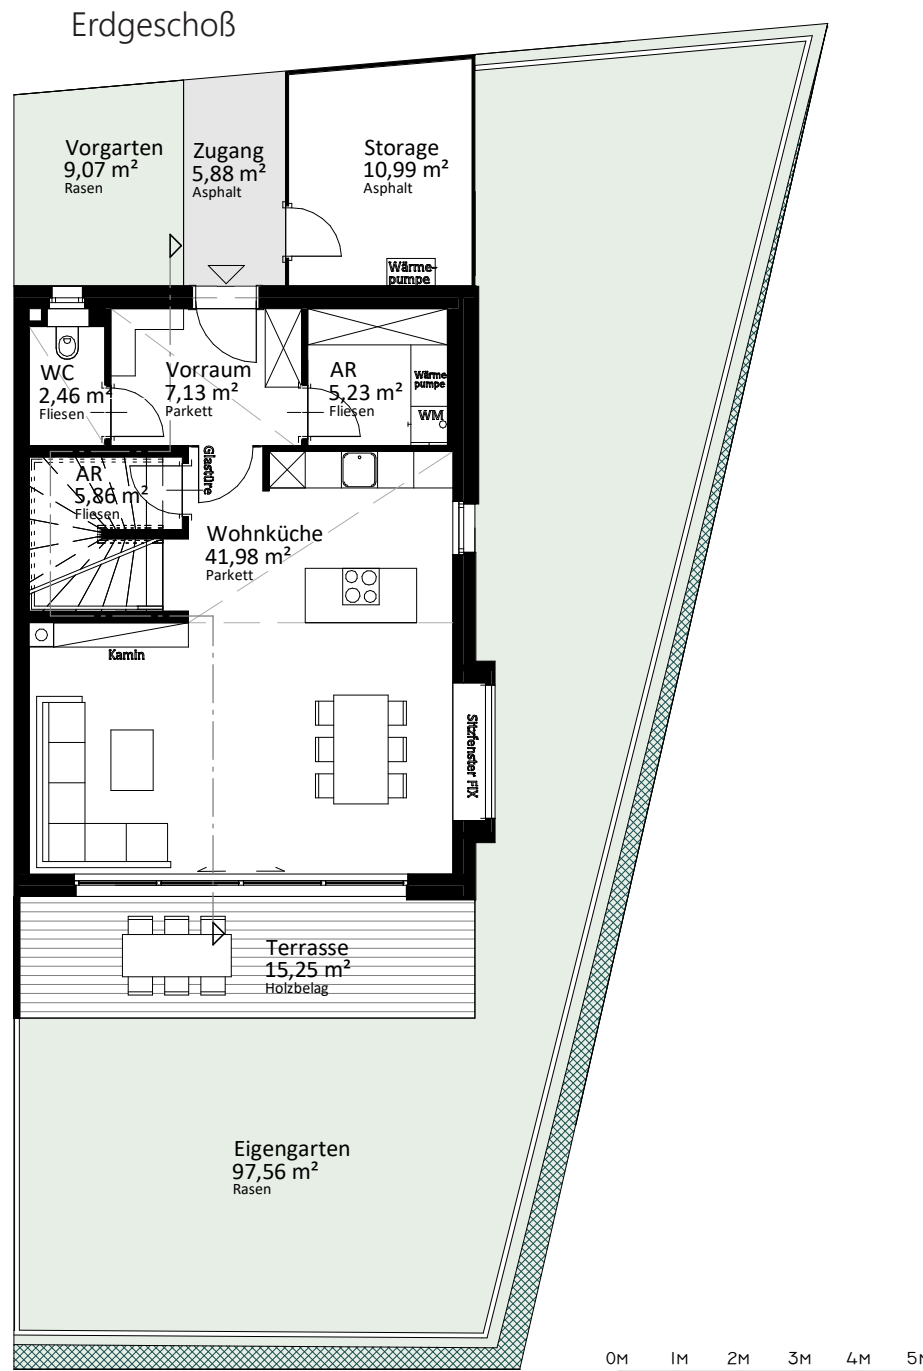 Erdgeschoß
Vorgarten
9,07 m²
Rasen
Zugang
5,88 m²
Asphalt
Storage
10,99 m²
Asphalt
Wärme-
pumpe
WC
2,46 m²
Fliesen
Vorraum
7,13 m²
Parkett
AR
5,23 m²
Fliesen
Wärme-
pumpe
WM
Glastüre
AR
5,86 m²
Fliesen
Wohnküche
41,98 m²
Parkett
Kamin
Sitzfenster FIX
Terrasse
15,25 m²
Holzbelag
Eigengarten
97,56 m²
Rasen
0M 1M 2M 3M 4M 5M